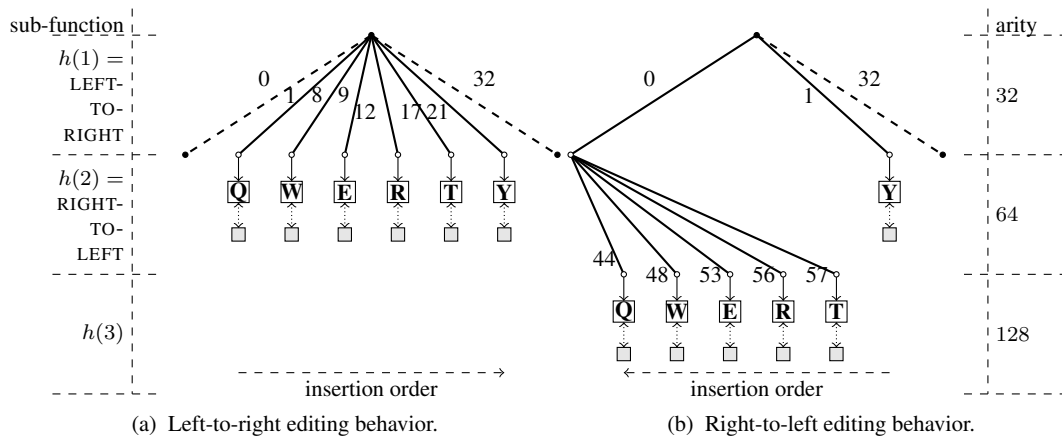 sub-function
arity
h(1) =
LEFT-
TO-
RIGHT
0
1
8
9
12
17
21
32
0
1
32
32
h(2) =
RIGHT-
TO-
LEFT
Q W E R T Y
Y
64
44
48
53
56
57
h(3)
Q W E R T
128
insertion order
insertion order
(a) Left-to-right editing behavior.
(b) Right-to-left editing behavior.